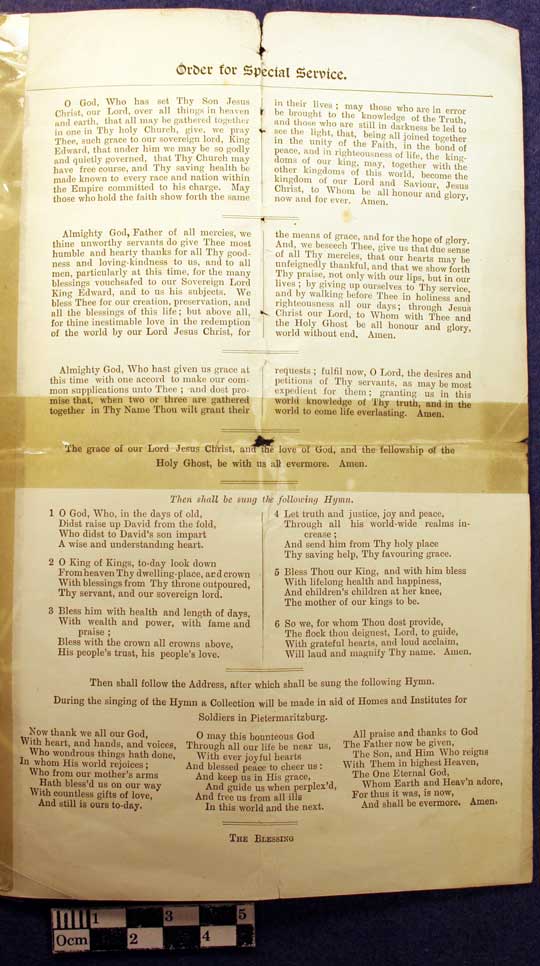 Order for Special Service.
O God, Who has set Thy Son Jesus
Christ, our Lord, over all things in heaven
and earth, that all may be gathered together
in one in Thy holy Church, give, we pray
Thee, such grace to our sovereign lord, King
Edward, that under him we may be so godly
and quietly governed, that Thy Church may
have free course, and Thy saving health be
made known to every race and nation within
the Empire committed to his charge. May
those who hold the faith show forth the same
in their lives; may those who are in error
be brought to the knowledge of the Truth,
and those who are still in darkness be led to
see the light, that, being all joined together
in the unity of the Faith, in the bond of
peace, and in righteousness of life, the king-
doms of our king, may, together with the
other kingdoms of this world, become the
kingdom of our Lord and Saviour, Jesus
Christ, to Whom be all honour and glory,
now and for ever. Amen.
Almighty God, Father of all mercies, we
thine unworthy servants do give Thee most
humble and hearty thanks for all Thy good-
ness and loving-kindness to us, and to all
men, particularly at this time, for the many
blessings vouchsafed to our Sovereign Lord
King Edward, and to us his subjects. We
bless Thee for our creation, preservation, and
all the blessings of this life; but above all,
for thine inestimable love in the redemption
of the world by our Lord Jesus Christ, for
the means of grace, and for the hope of glory.
And, we beseech Thee, give us that due sense
of all Thy mercies, that our hearts may be
unfeignedly thankful, and that we show forth
Thy praise, not only with our lips, but in our
lives; by giving up ourselves to Thy service,
and by walking before Thee in holiness and
righteousness all our days; through Jesus
Christ our Lord, to Whom with Thee and
the Holy Ghost be all honour and glory,
world without end. Amen.
Almighty God, Who hast given us grace at
this time with one accord to make our com-
mon supplications unto Thee; and dost pro-
mise that, when two or three are gathered
together in Thy Name Thou wilt grant their
requests; fulfil now, O Lord, the desires and
petitions of Thy servants, as may be most
expedient for them; granting us in this
world knowledge of Thy truth, and in the
world to come life everlasting. Amen.
The grace of our Lord Jesus Christ, and the love of God, and the fellowship of the
Holy Ghost, be with us all evermore. Amen.
Then shall be sung the following Hymn.
1 O God, Who, in the days of old,
Didst raise up David from the fold,
Who didst to David's son impart
A wise and understanding heart.
2 O King of Kings, to-day look down
From heaven Thy dwelling-place, and crown
With blessings from Thy throne outpoured,
Thy servant, and our sovereign lord.
3 Bless him with health and length of days,
With wealth and power, with fame and
praise;
Bless with the crown all crowns above,
His people's trust, his people's love.
4 Let truth and justice, joy and peace,
Through all his world-wide realms in-
crease;
And send him from Thy holy place
Thy saving help, Thy favouring grace.
5 Bless Thou our King, and with him bless
With lifelong health and happiness,
And children's children at her knee,
The mother of our kings to be.
6 So we, for whom Thou dost provide,
The flock thou deignest, Lord, to guide,
With grateful hearts, and loud acclaim,
Will laud and magnify Thy name. Amen.
Then shall follow the Address, after which shall be sung the following Hymn.
During the singing of the Hymn a Collection will be made in aid of Homes and Institutes for
Soldiers in Pietermaritzburg.
Now thank we all our God,
With heart, and hands, and voices,
Who wondrous things hath done,
In whom His world rejoices;
Who from our mother's arms
Hath bless'd us on our way
With countless gifts of love,
And still is ours to-day.
O may this bounteous God
Through all our life be near us,
With ever joyful hearts
And blessed peace to cheer us:
And keep us in His grace,
And guide us when perplex'd,
And free us from all ills
In this world and the next.
All praise and thanks to God
The Father now be given,
The Son, and Him Who reigns
With Them in highest Heaven,
The One Eternal God,
Whom Earth and Heav'n adore,
For thus it was, is now,
And shall be evermore. Amen.
The Blessing
1 3 5
0cm 2 4